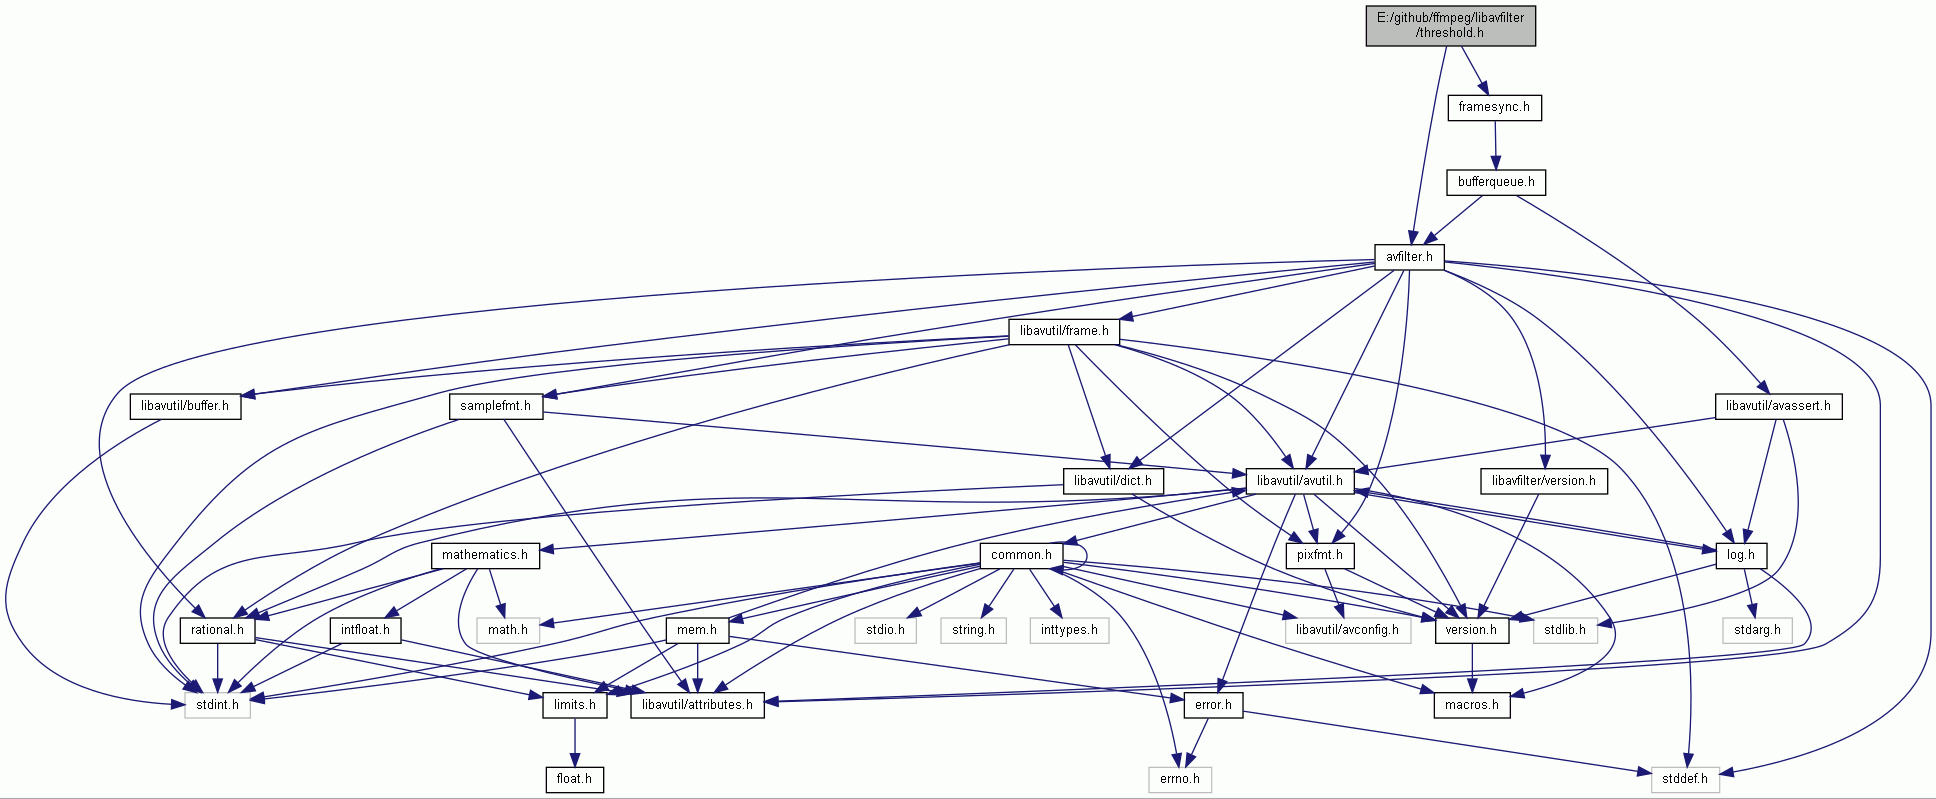 E:/github/ffmpeg/libavfilter
/threshold.h
framesync.h
bufferqueue.h
avfilter.h
libavutil/frame.h
libavutil/buffer.h
samplefmt.h
libavutil/avassert.h
libavutil/dict.h
libavutil/avutil.h
libavfilter/version.h
mathematics.h
common.h
pixfmt.h
log.h
rational.h
intfloat.h
math.h
mem.h
stdio.h
string.h
inttypes.h
libavutil/avconfig.h
version.h
stdlib.h
stdarg.h
stdint.h
limits.h
libavutil/attributes.h
error.h
macros.h
float.h
errno.h
stddef.h